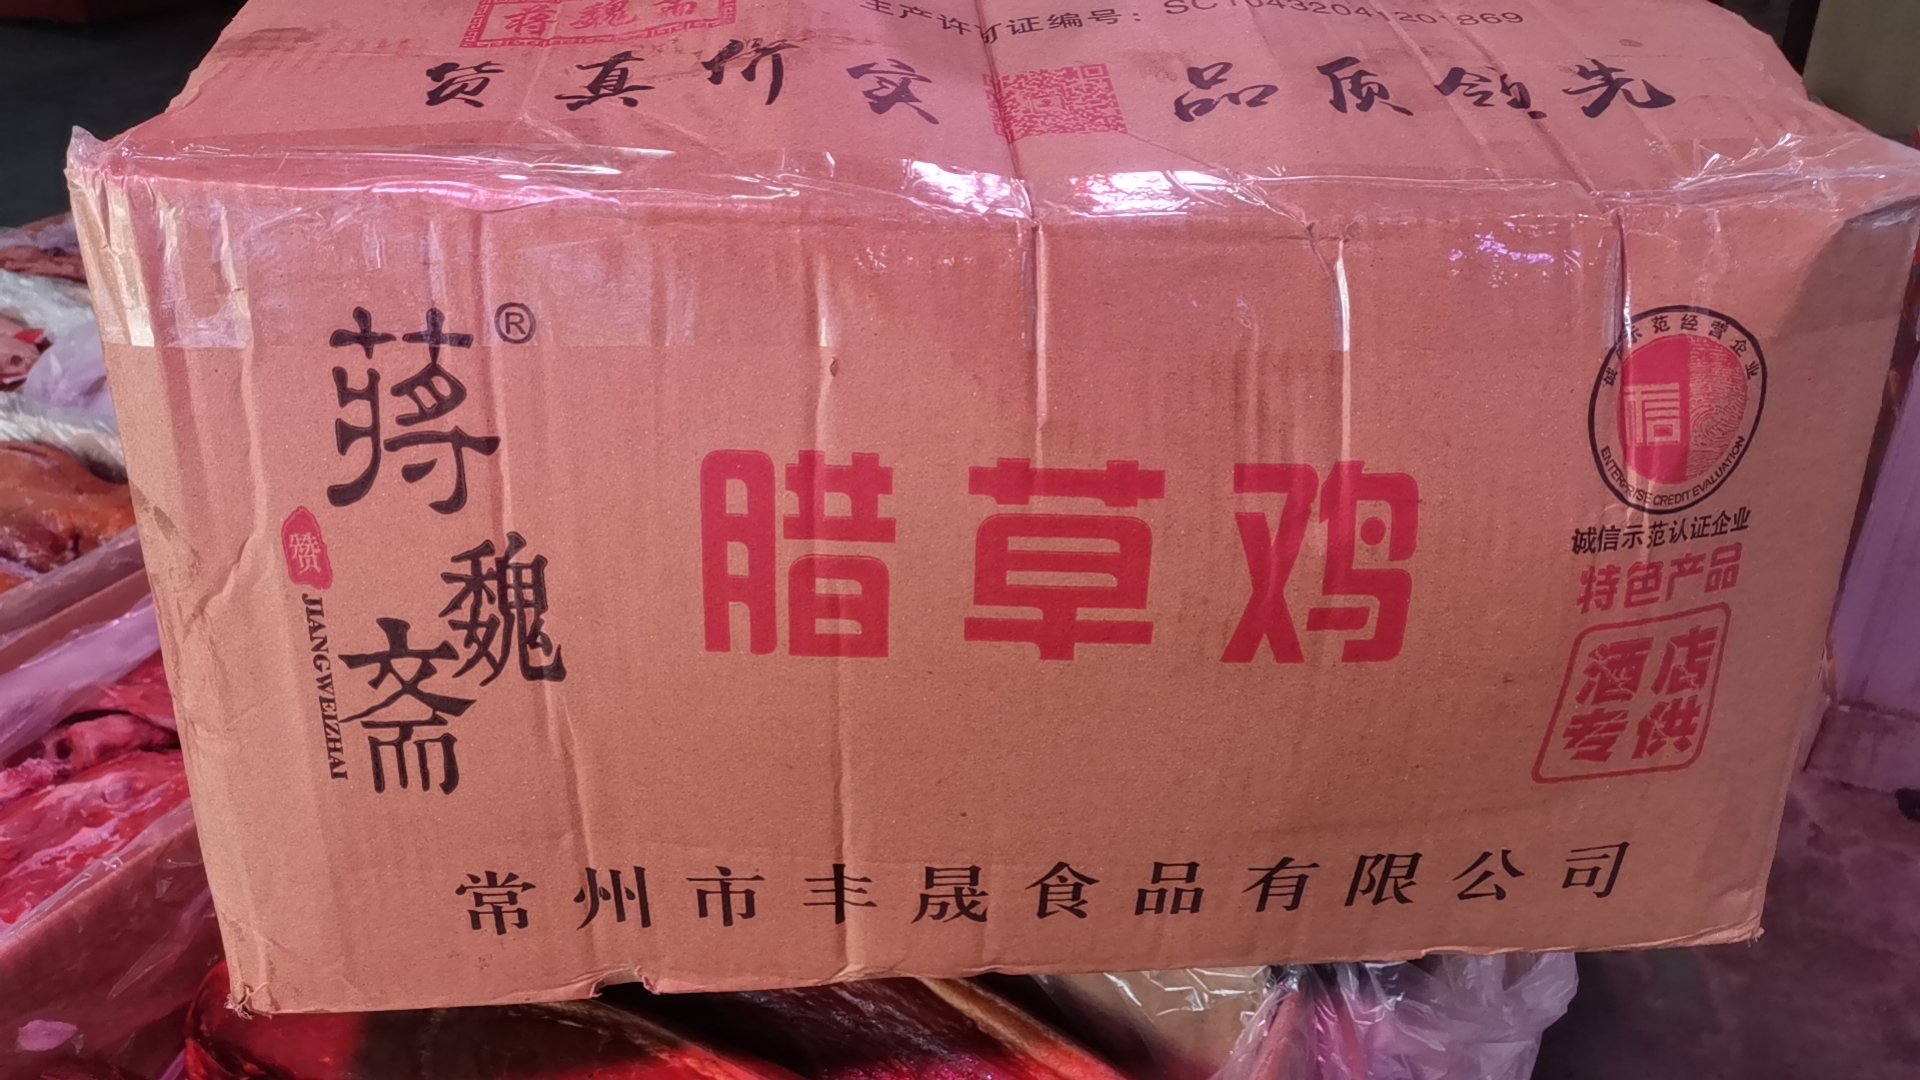 蒋魏斋
生产许可证编号：SC10432041201869
货真价实 品质领先
蒋魏斋®
赞
JIANGWEIZHAI
腊草鸡
诚信示范经营企业
信
ENTERPRISE CREDIT EVALUATION
诚信示范认证企业
特色产品
酒店
专供
常州市丰晟食品有限公司